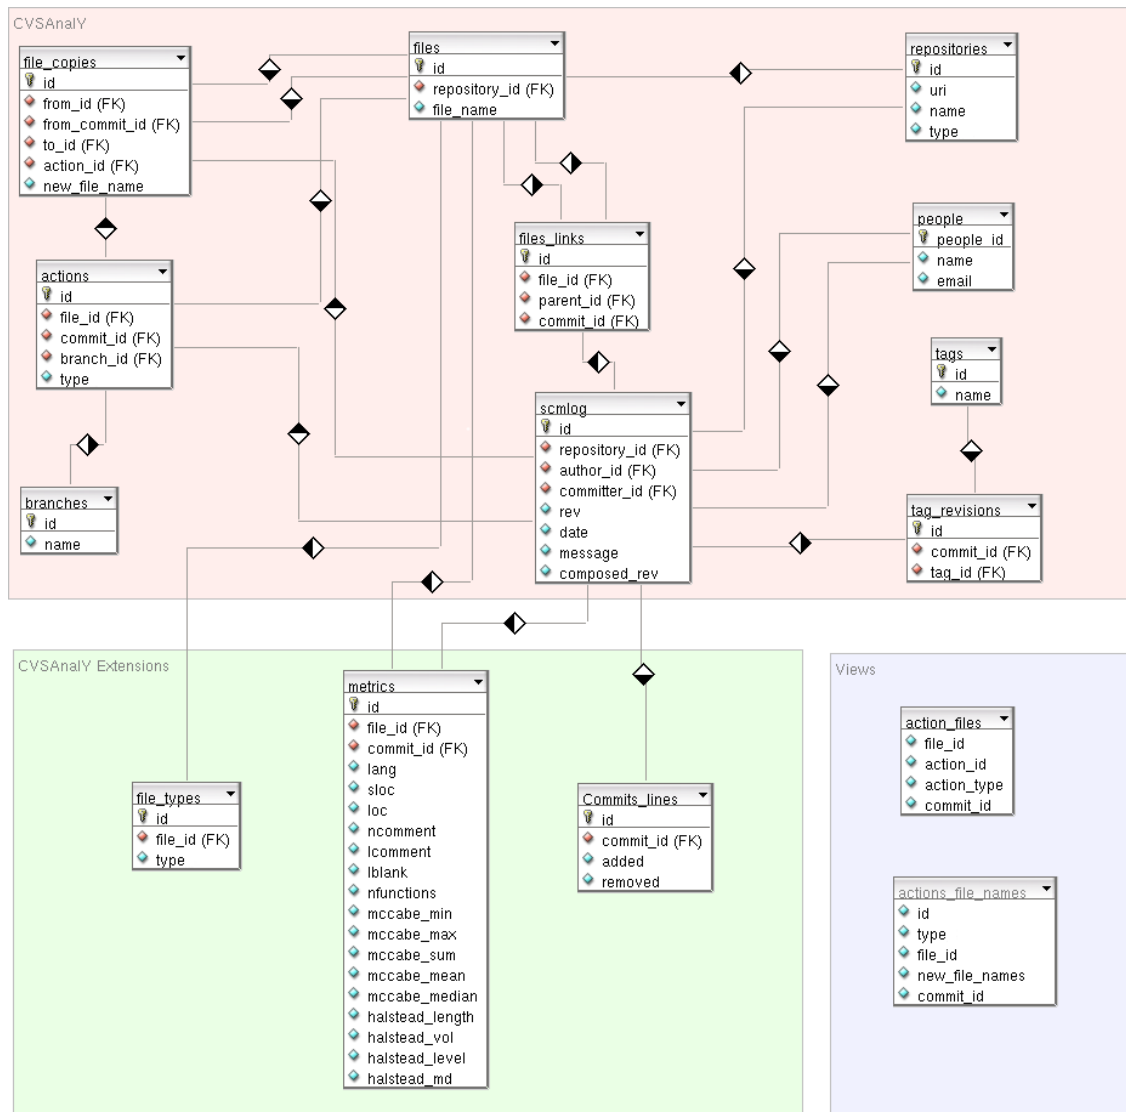 CVSAnalY
file_copies
id
from_id (FK)
from_commit_id (FK)
to_id (FK)
action_id (FK)
new_file_name
files
id
repository_id (FK)
file_name
repositories
id
uri
name
type
files_links
id
file_id (FK)
parent_id (FK)
commit_id (FK)
people
people_id
name
email
actions
id
file_id (FK)
commit_id (FK)
branch_id (FK)
type
tags
id
name
scmlog
id
repository_id (FK)
author_id (FK)
committer_id (FK)
rev
date
message
composed_rev
branches
id
name
tag_revisions
id
commit_id (FK)
tag_id (FK)
CVSAnalY Extensions
metrics
id
file_id (FK)
commit_id (FK)
lang
sloc
loc
ncomment
lcomment
lblank
nfunctions
mccabe_min
mccabe_max
mccabe_sum
mccabe_mean
mccabe_median
halstead_length
halstead_vol
halstead_level
halstead_md
file_types
id
file_id (FK)
type
Commits_lines
id
commit_id (FK)
added
removed
Views
action_files
file_id
action_id
action_type
commit_id
actions_file_names
id
type
file_id
new_file_names
commit_id